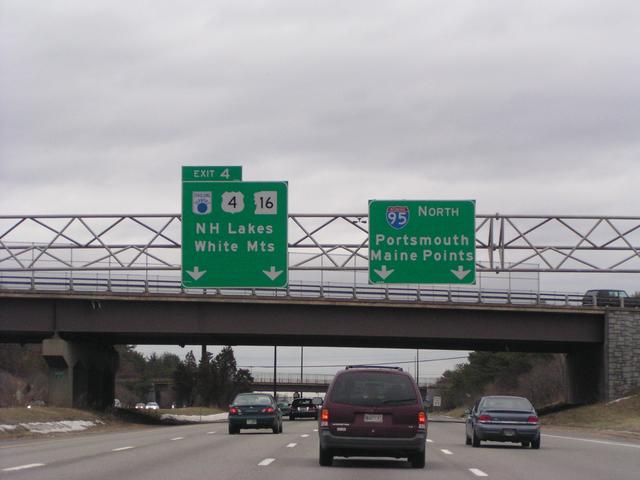 EXIT 4
4
16
NH Lakes
White Mts
95
NORTH
Portsmouth
Maine Points